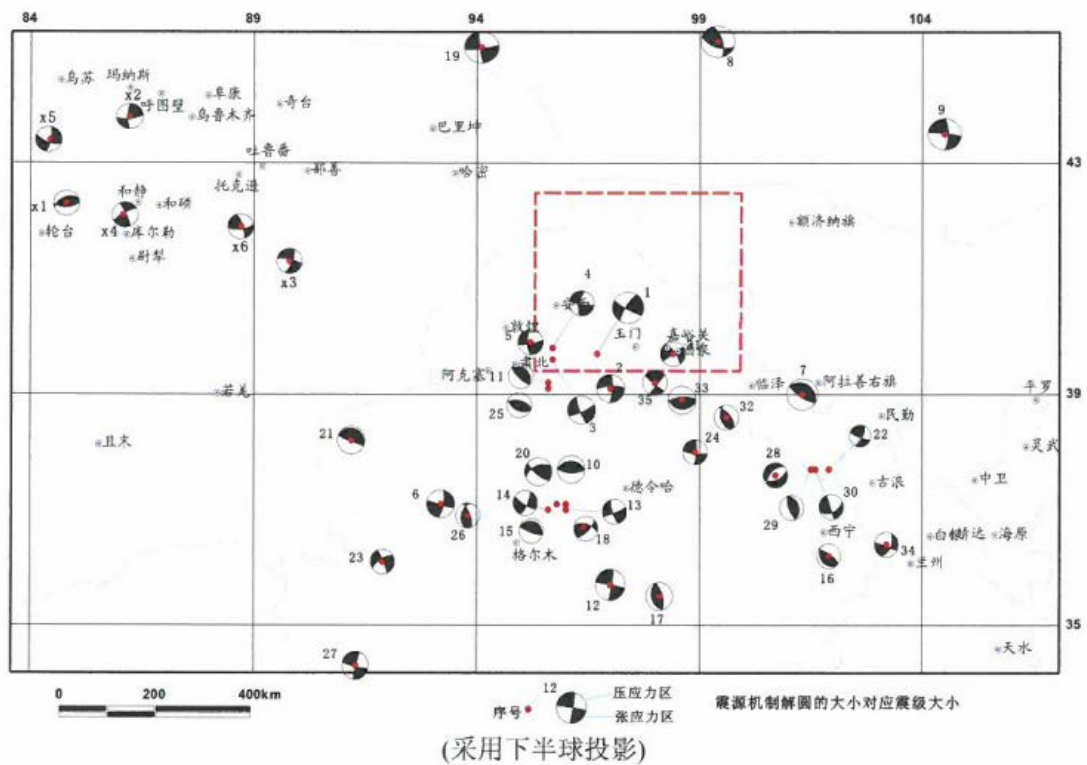 84 89 94 99 104
19
8
乌苏
玛纳斯
x2
呼图壁
阜康
乌鲁木齐
奇台
巴里坤
x5
9
吐鲁番
鄯善
哈密
43
托克逊
x1
和静
和硕
轮台
x4
库尔勒
尉犁
x6
x3
额济纳旗
4
1
安西
5
敦煌
玉门
嘉峪关
酒泉
肃北
阿克塞
11
2
35
33
临泽
7
阿拉善右旗
平罗
若羌
39
25
3
32
民勤
22
且末
21
24
灵武
20
10
28
古浪
中卫
德令哈
6
14
13
29
30
26
15
18
西宁
白银
靖远
海原
格尔木
23
16
34
兰州
12
17
35
27
天水
0 200 400km
12
序号
压应力区
张应力区
震源机制解圆的大小对应震级大小
(采用下半球投影)